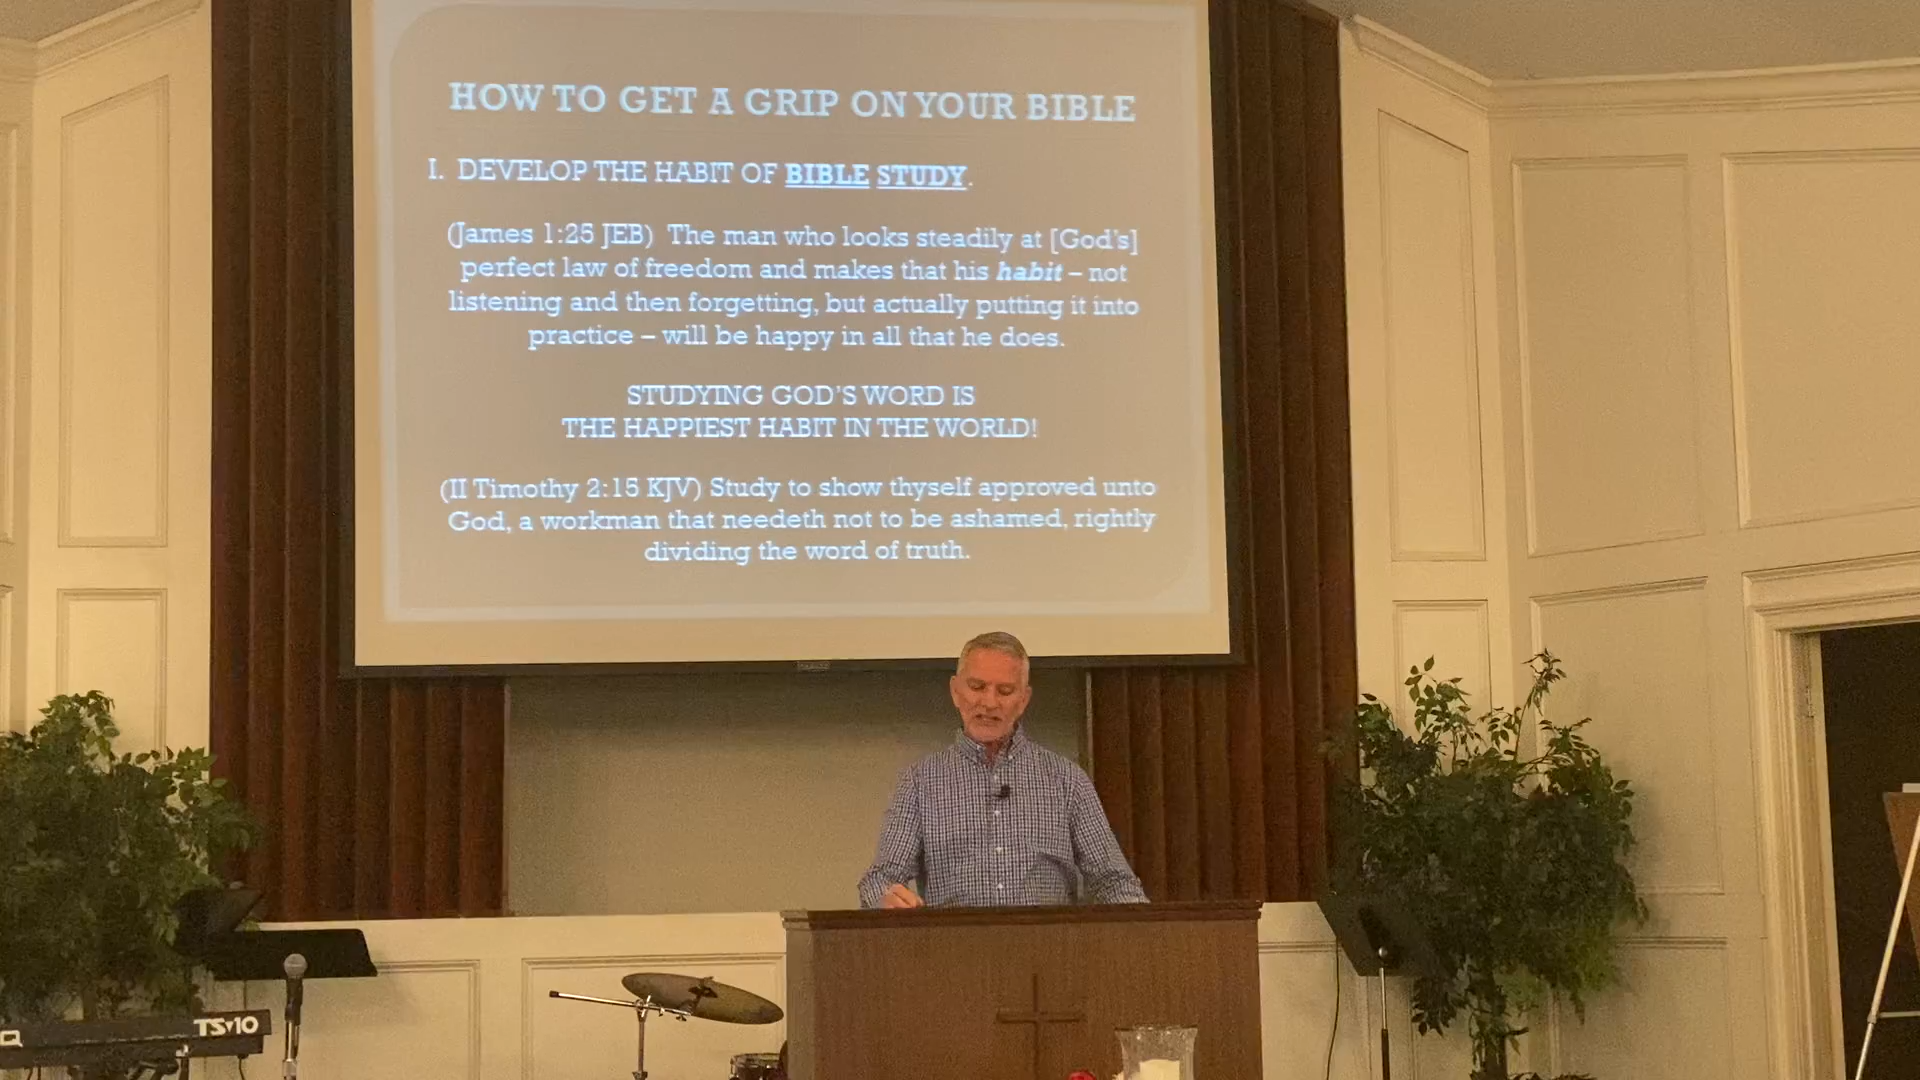 HOW TO GET A GRIP ON YOUR BIBLE
I. DEVELOP THE HABIT OF BIBLE STUDY.
(James 1:25 JEB) The man who looks steadily at [God's]
perfect law of freedom and makes that his habit – not
listening and then forgetting, but actually putting it into
practice – will be happy in all that he does.
STUDYING GOD'S WORD IS
THE HAPPIEST HABIT IN THE WORLD!
(II Timothy 2:15 KJV) Study to show thyself approved unto
God, a workman that needeth not to be ashamed, rightly
dividing the word of truth.
TSv10